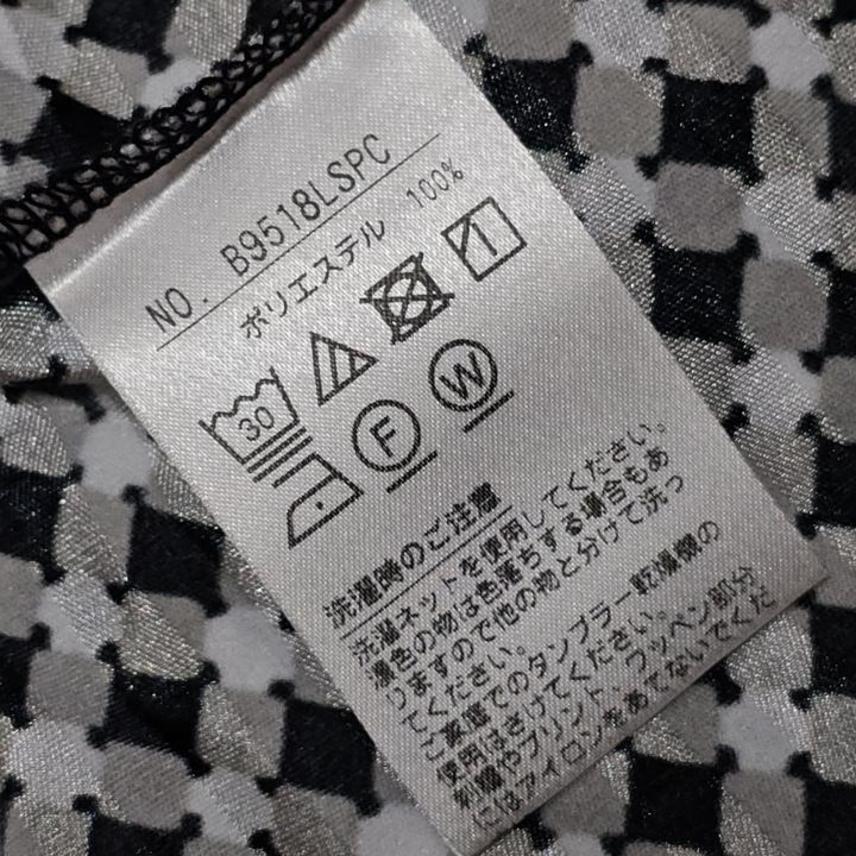 NO. B9518LSPC
ポリエステル 100%
30
F
W
洗濯時のご注意
洗濯ネットを使用してください。
濃色の物は色落ちする場合もあ
りますので他の物と分けて洗っ
てください。
ご家庭でのタンブラー乾燥機の
使用はさけてください。
刺繍やプリント、ワッペン部分
にはアイロンをあてないでくだ